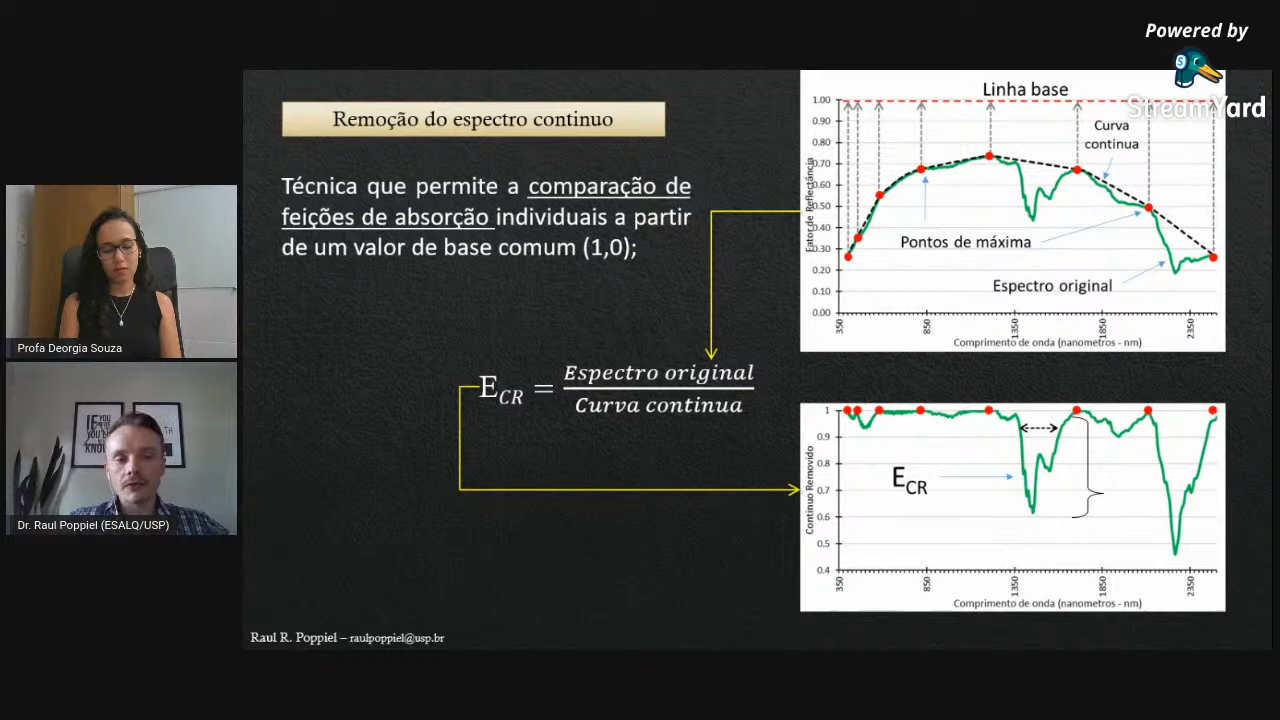 Powered by
StreamYard
Remoção do espectro continuo
Técnica que permite a comparação de
feições de absorção individuais a partir
de um valor de base comum (1,0);
E_CR = Espectro original
Curva continua
Linha base
Curva
continua
Pontos de máxima
Espectro original
Fator de Reflectância
1.00
0.90
0.80
0.70
0.60
0.50
0.40
0.30
0.20
0.10
0.00
350
850
1350
1850
2350
Comprimento de onda (nanometros - nm)
E_CR
Continuo Removido
1
0.9
0.8
0.7
0.6
0.5
0.4
350
850
1350
1850
2350
Comprimento de onda (nanometros - nm)
Profa Deorgia Souza
IF
YOU
KNOW
TH
Dr. Raul Poppiel (ESALQ/USP)
Raul R. Poppiel – raulpoppiel@usp.br